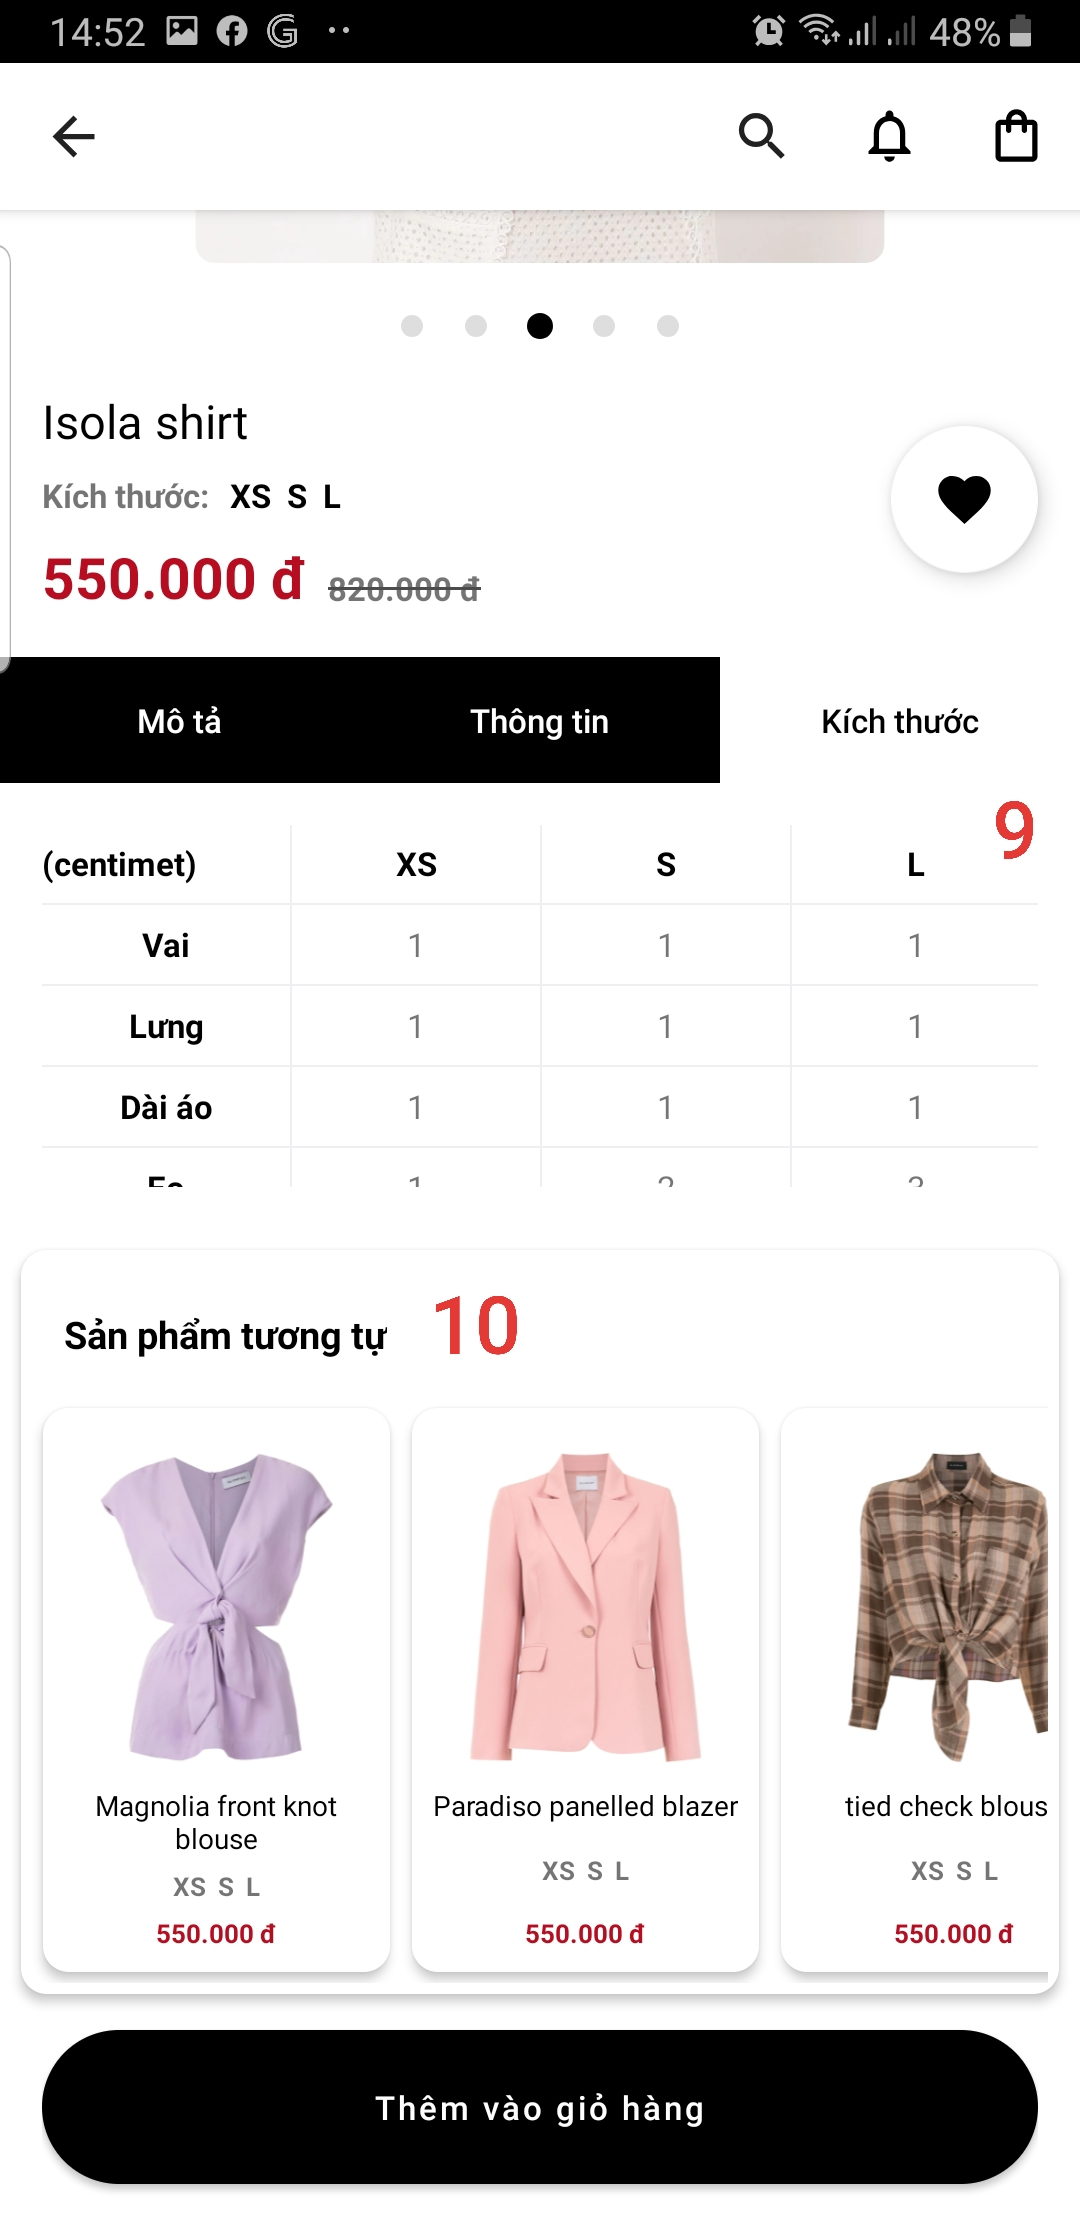 14:52 48%
Isola shirt
Kích thước: XS S L
550.000 đ 820.000 đ
Mô tả Thông tin Kích thước
9
(centimet) XS S L
Vai 1 1 1
Lưng 1 1 1
Dài áo 1 1 1
Eo 1 2 3
Sản phẩm tương tự 10
Magnolia front knot blouse
XS S L
550.000 đ
Paradiso panelled blazer
XS S L
550.000 đ
tied check blous
XS S L
550.000 đ
Thêm vào giỏ hàng